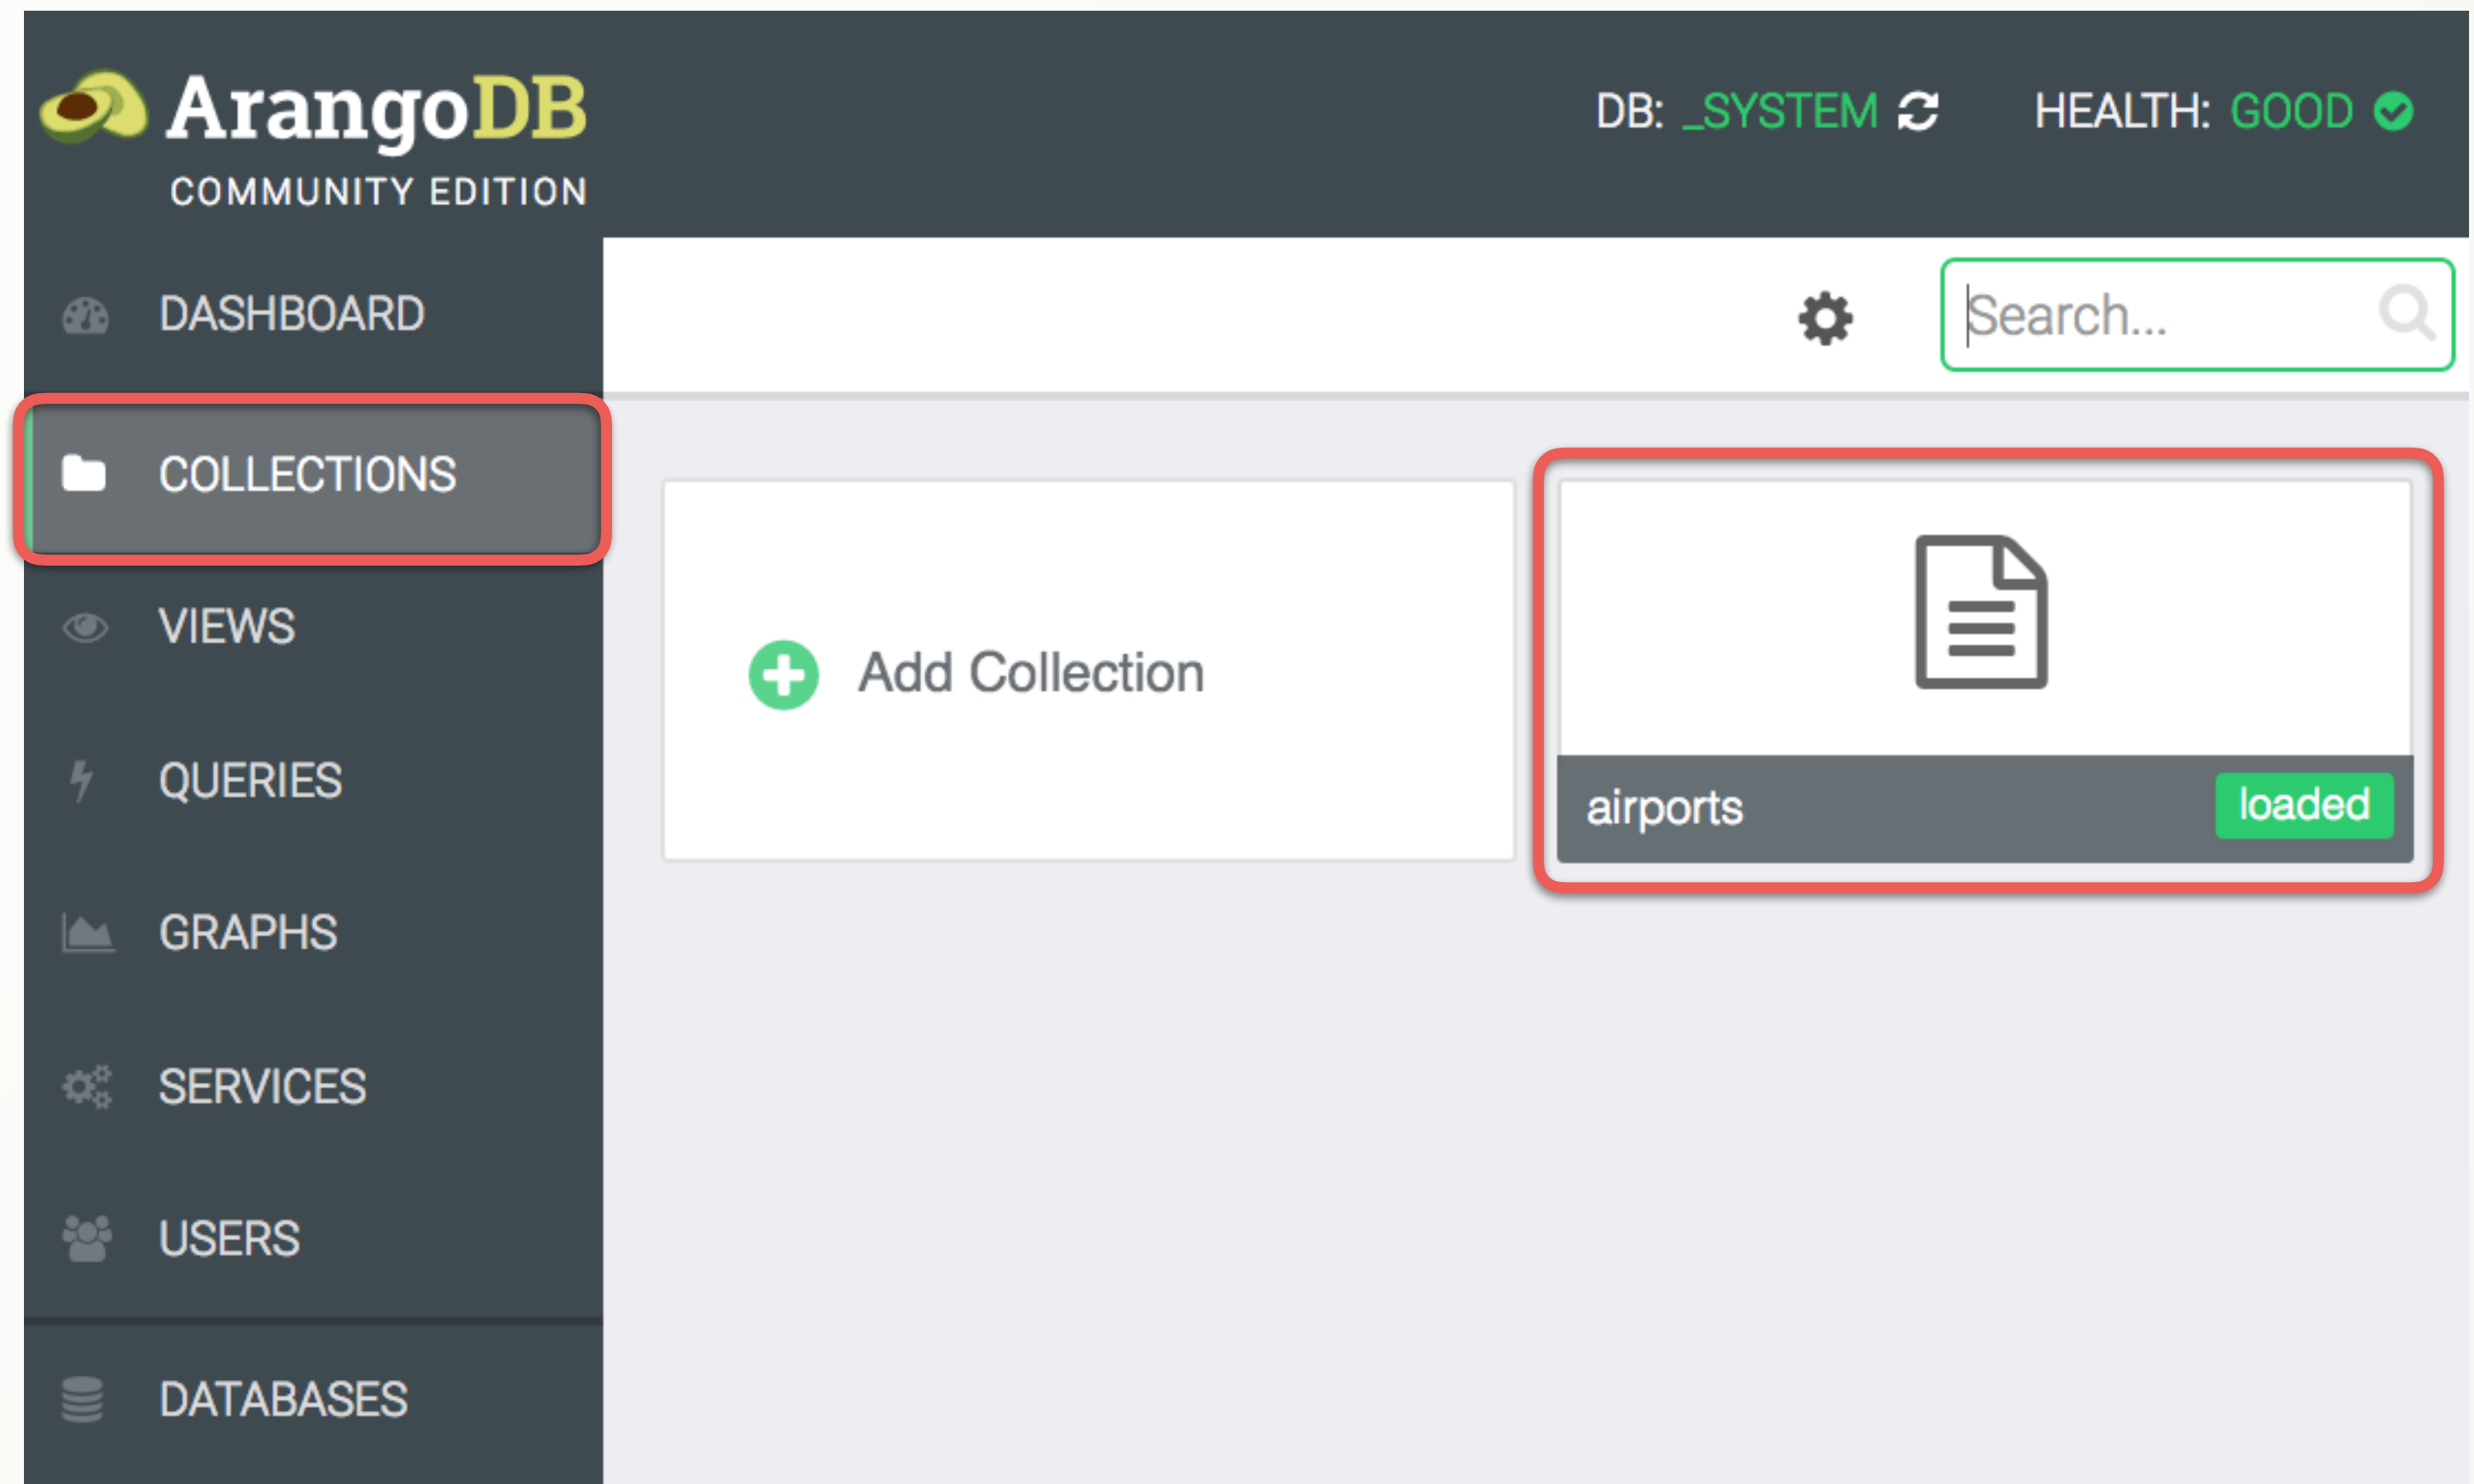 ArangoDB
COMMUNITY EDITION
DB: _SYSTEM
HEALTH: GOOD
Search...
DASHBOARD
COLLECTIONS
VIEWS
QUERIES
GRAPHS
SERVICES
USERS
DATABASES
Add Collection
airports
loaded